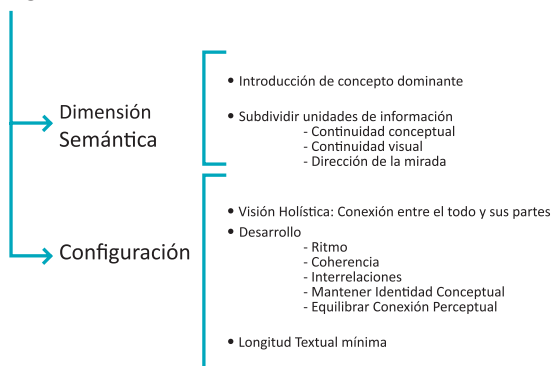 Dimensión
Semántica
• Introducción de concepto dominante
• Subdividir unidades de información
- Continuidad conceptual
- Continuidad visual
- Dirección de la mirada
Configuración
• Visión Holística: Conexión entre el todo y sus partes
• Desarrollo
- Ritmo
- Coherencia
- Interrelaciones
- Mantener Identidad Conceptual
- Equilibrar Conexión Perceptual
• Longitud Textual mínima